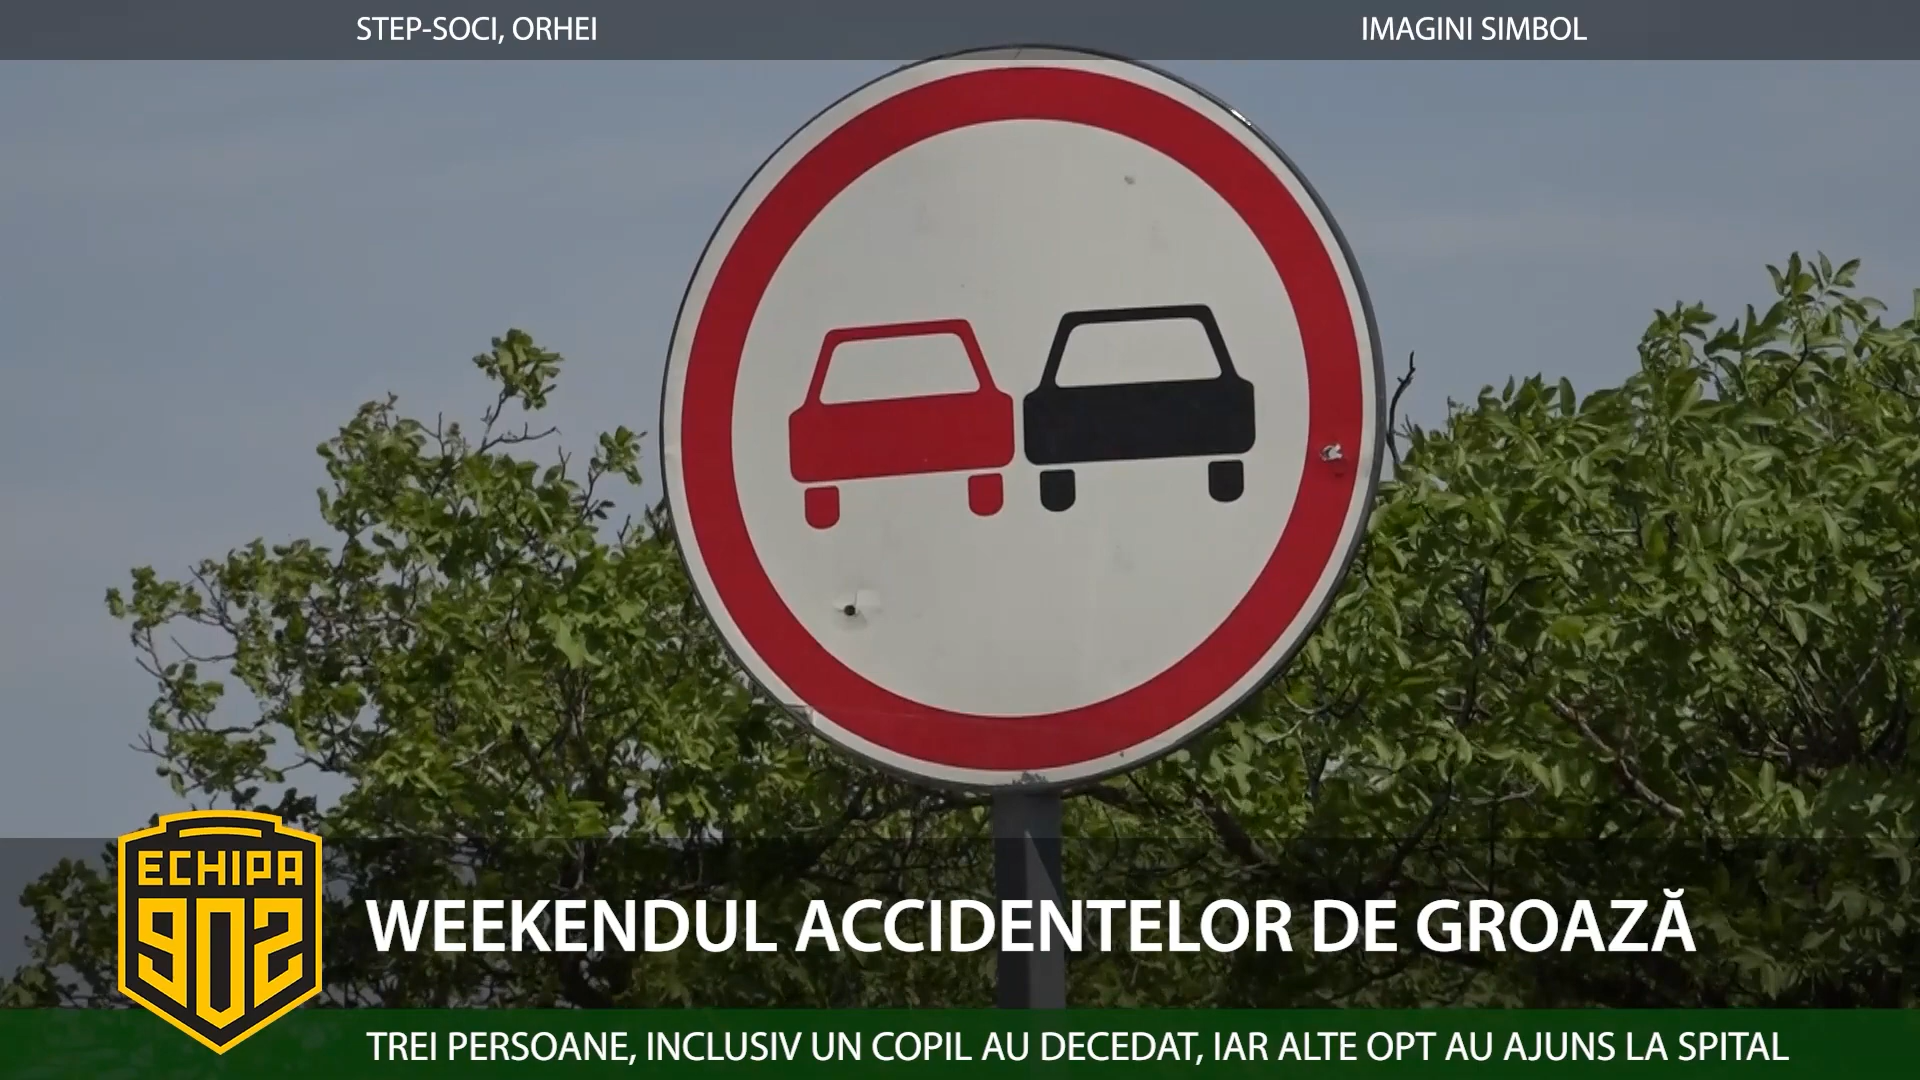 STEP-SOCI, ORHEI
IMAGINI SIMBOL
ECHIPA
902
WEEKENDUL ACCIDENTELOR DE GROAZĂ
TREI PERSOANE, INCLUSIV UN COPIL AU DECEDAT, IAR ALTE OPT AU AJUNS LA SPITAL